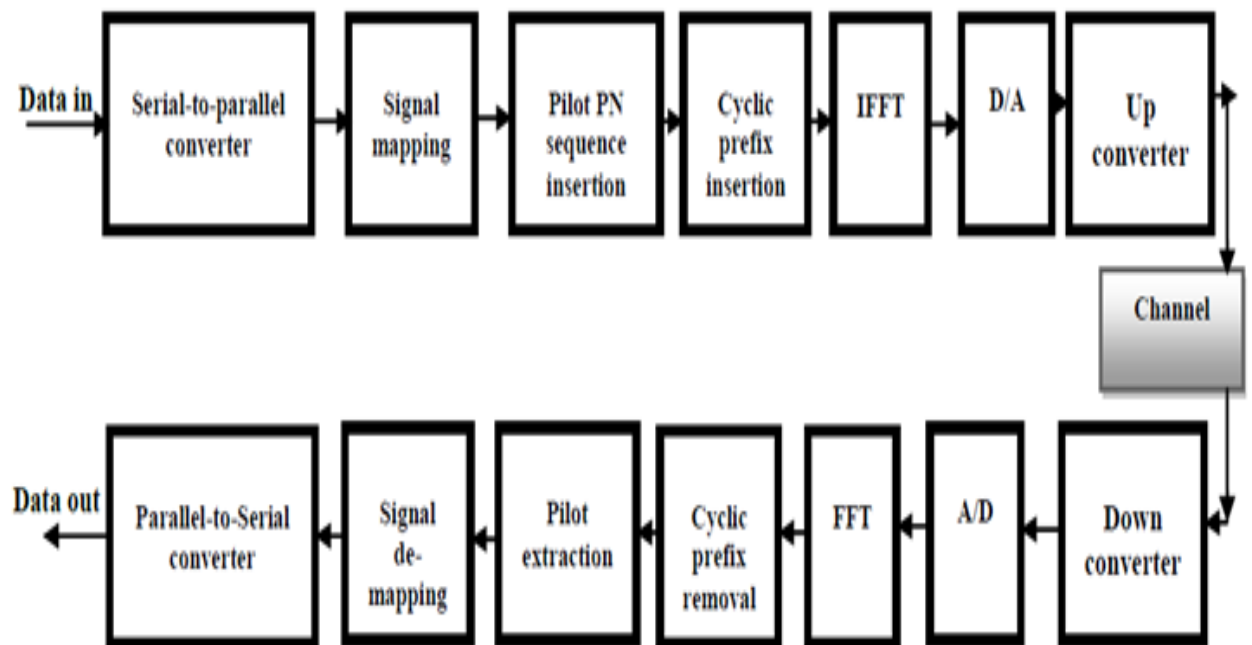 Data in
Serial-to-parallel
converter
Signal
mapping
Pilot PN
sequence
insertion
Cyclic
prefix
insertion
IFFT
D/A
Up
converter
Channel
Data out
Parallel-to-Serial
converter
Signal
de-
mapping
Pilot
extraction
Cyclic
prefix
removal
FFT
A/D
Down
converter